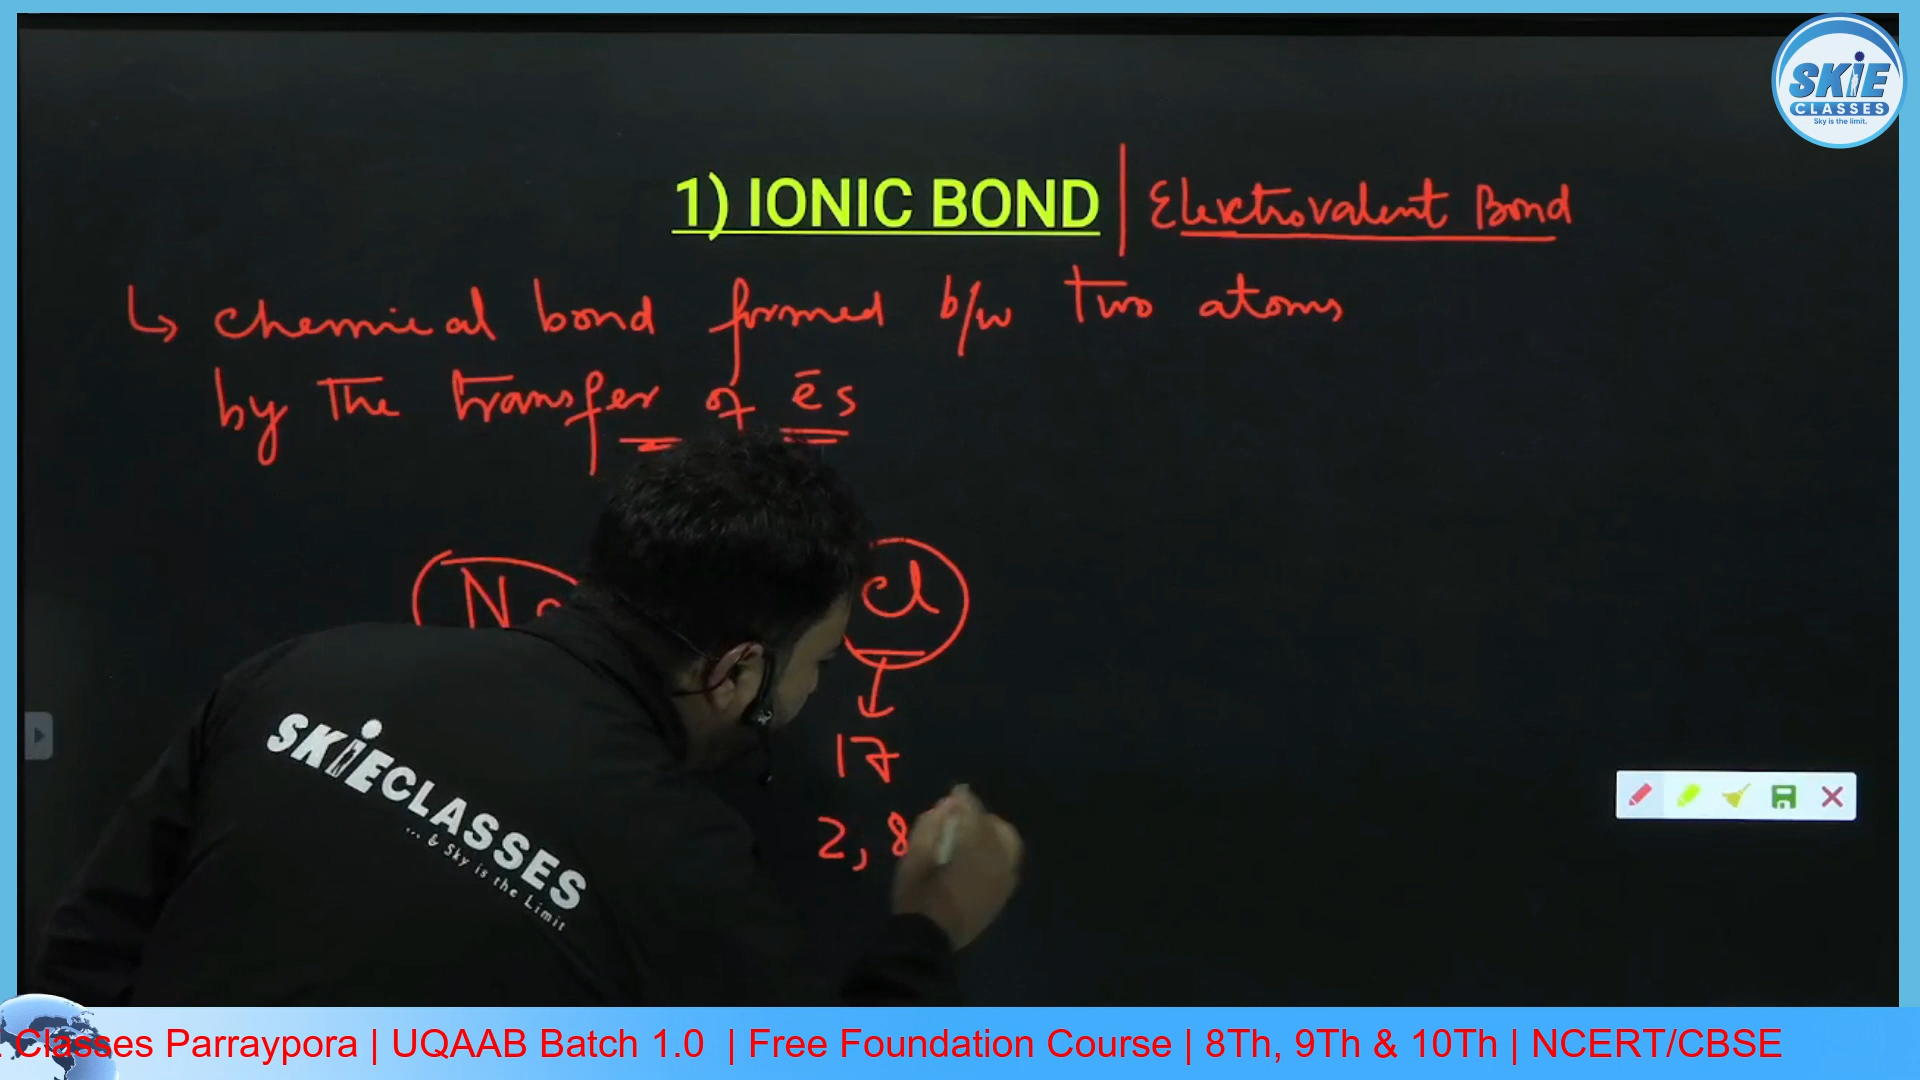 SKIE
CLASSES
Sky is the limit.
1) IONIC BOND | Electrovalent Bond
↳ chemical bond formed b/w two atoms
by the transfer of ēs
Na
Cl
17
2, 8
SKIECLASSES
... & Sky is the Limit
Classes Parraypora | UQAAB Batch 1.0 | Free Foundation Course | 8Th, 9Th & 10Th | NCERT/CBSE